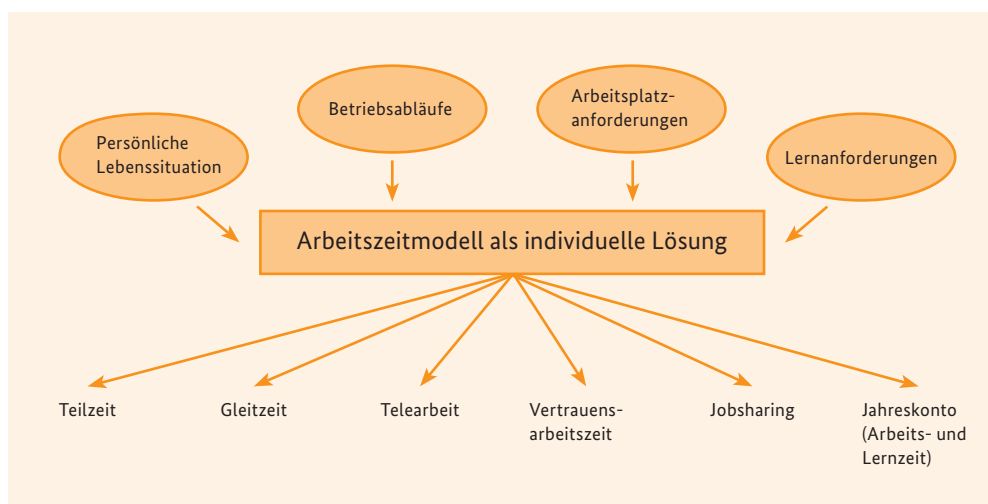 Persönliche
Lebenssituation
Betriebsabläufe
Arbeitsplatz-
anforderungen
Lernanforderungen
Arbeitszeitmodell als individuelle Lösung
Teilzeit
Gleitzeit
Telearbeit
Vertrauens-
arbeitszeit
Jobsharing
Jahreskonto
(Arbeits- und
Lernzeit)